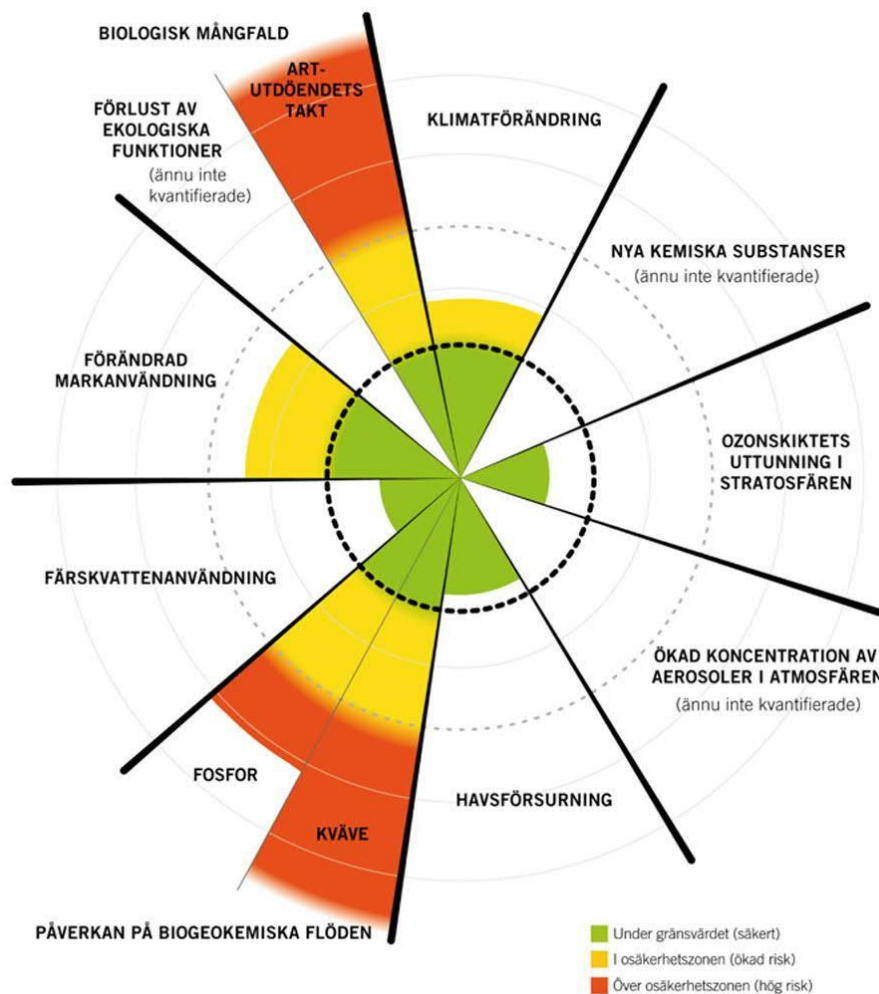 BIOLOGISK MÅNGFALD
ART-
UTDÖENDETS
TAKT
FÖRLUST AV
EKOLOGISKA
FUNKTIONER
(ännu inte
kvantifierade)
KLIMATFÖRÄNDRING
NYA KEMISKA SUBSTANSER
(ännu inte kvantifierade)
FÖRÄNDRAD
MARKANVÄNDNING
OZONSKIKTETS
UTTUNNING I
STRATOSFÄREN
FÄRSKVATTENANVÄNDNING
ÖKAD KONCENTRATION AV
AEROSOLER I ATMOSFÄREN
(ännu inte kvantifierade)
FOSFOR
KVÄVE
HAVSFÖRSURNING
PÅVERKAN PÅ BIOGEOKEMISKA FLÖDEN
Under gränsvärdet (säkert)
I osäkerhetszonen (ökad risk)
Över osäkerhetszonen (hög risk)